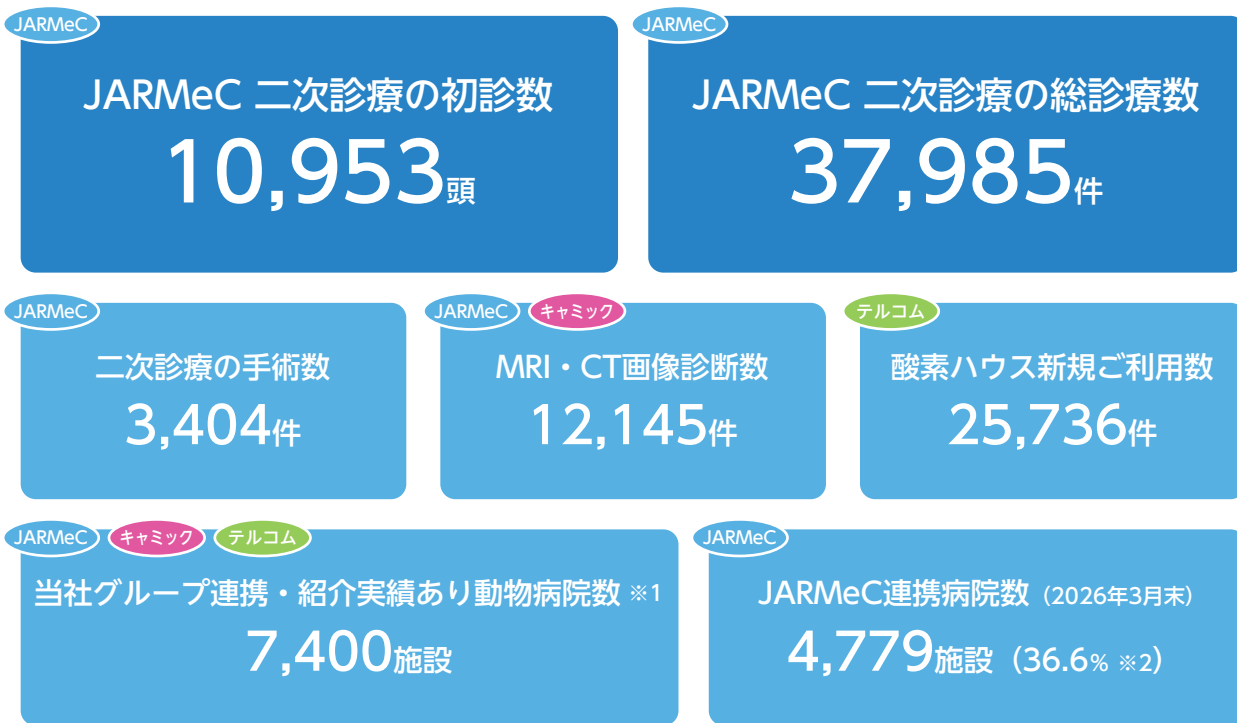 JARMeC
JARMeC 二次診療の初診数
10,953頭
JARMeC
JARMeC 二次診療の総診療数
37,985件
JARMeC
二次診療の手術数
3,404件
JARMeC キャミック
MRI・CT画像診断数
12,145件
テルコム
酸素ハウス新規ご利用数
25,736件
JARMeC キャミック テルコム
当社グループ連携・紹介実績あり動物病院数 ※1
7,400施設
JARMeC
JARMeC連携病院数（2026年3月末）
4,779施設（36.6% ※2）